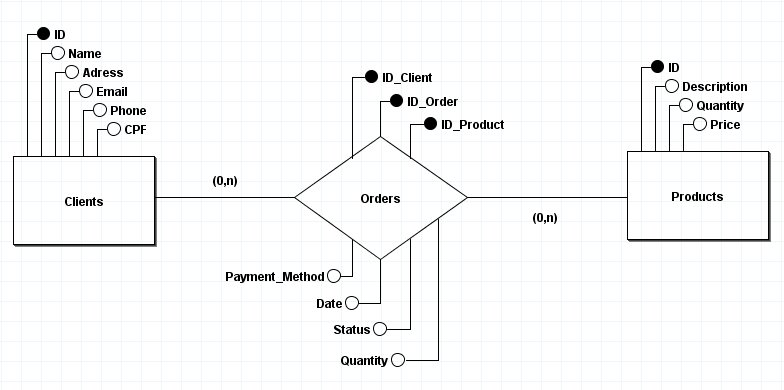 ID
Name
Adress
Email
Phone
CPF
Clients
(0,n)
ID_Client
ID_Order
ID_Product
Orders
Payment_Method
Date
Status
Quantity
(0,n)
ID
Description
Quantity
Price
Products